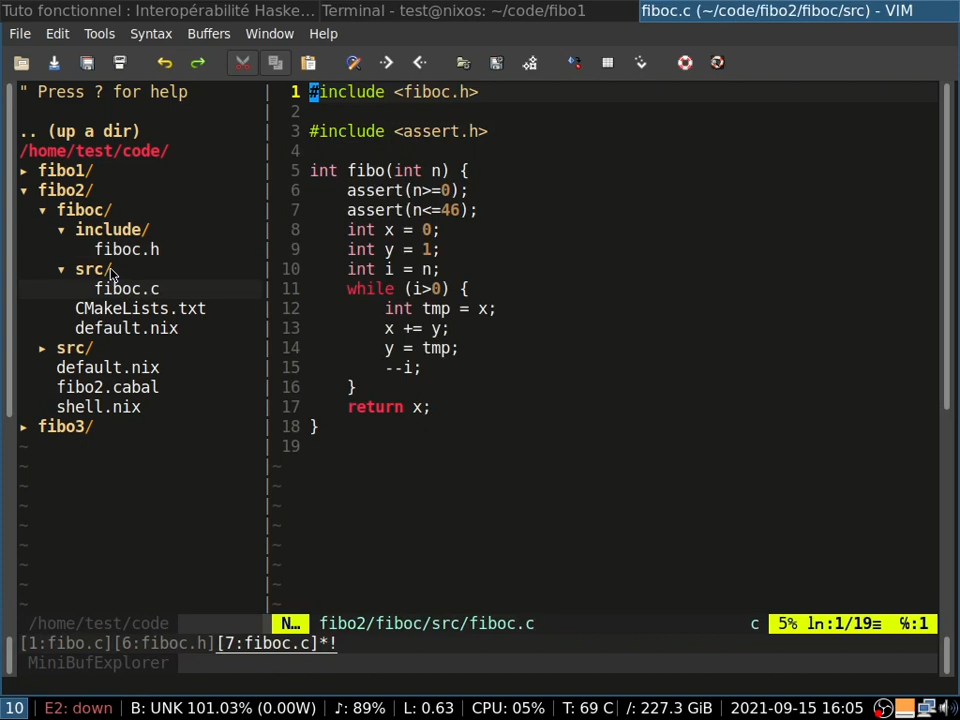 Tuto fonctionnel : Interopérabilité Haske... Terminal - test@nixos: ~/code/fibo1 fiboc.c (~/code/fibo2/fiboc/src) - VIM
File Edit Tools Syntax Buffers Window Help
" Press ? for help
.. (up a dir)
/home/test/code/
▸ fibo1/
▾ fibo2/
▾ fiboc/
▾ include/
fiboc.h
▾ src/
fiboc.c
CMakeLists.txt
default.nix
▸ src/
default.nix
fibo2.cabal
shell.nix
▸ fibo3/
~
~
~
~
~
~
~
~
~
1 #include <fiboc.h>
2
3 #include <assert.h>
4
5 int fibo(int n) {
6     assert(n>=0);
7     assert(n<=46);
8     int x = 0;
9     int y = 1;
10     int i = n;
11     while (i>0) {
12         int tmp = x;
13         x += y;
14         y = tmp;
15         --i;
16     }
17     return x;
18 }
19
~
~
~
~
~
~
~
~
/home/test/code N... fibo2/fiboc/src/fiboc.c c 5% ln:1/19≡ ℅:1
[1:fibo.c][6:fiboc.h][7:fiboc.c]*!
MiniBufExplorer
10 E2: down B: UNK 101.03% (0.00W) ♪: 89% L: 0.63 CPU: 05% T: 69 C /: 227.3 GiB 2021-09-15 16:05